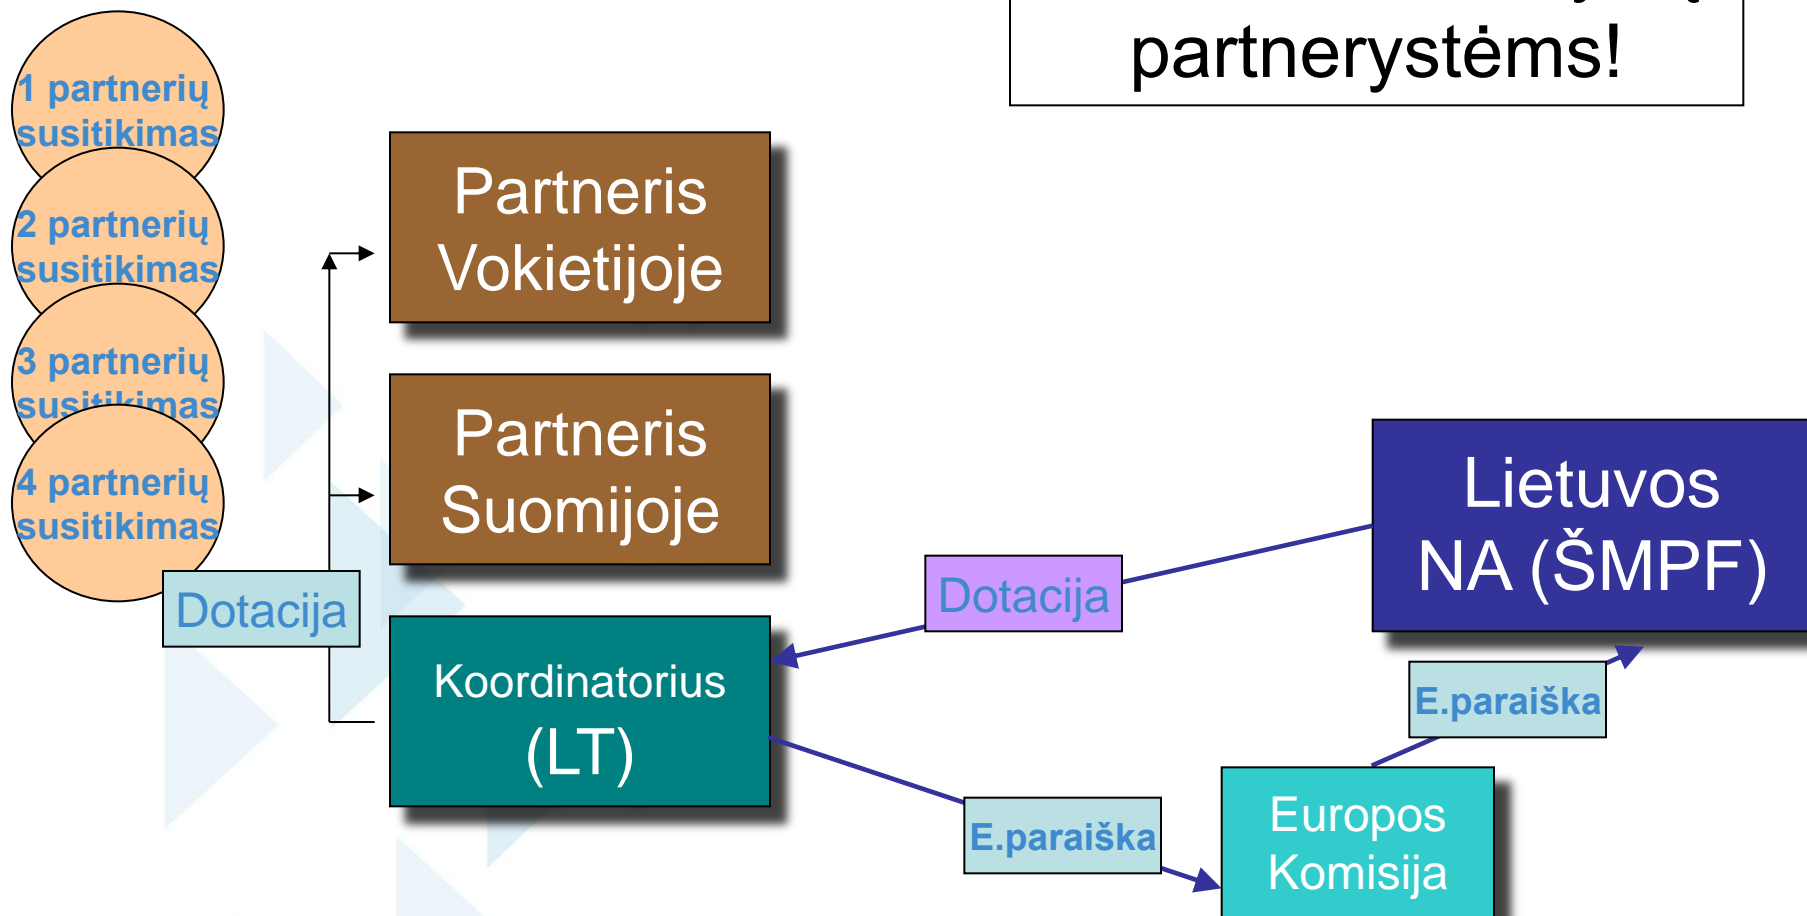 partnerystėms!
1 partnerių
susitikimas
2 partnerių
susitikimas
3 partnerių
susitikimas
4 partnerių
susitikimas
Partneris
Vokietijoje
Partneris
Suomijoje
Dotacija
Koordinatorius
(LT)
Dotacija
Lietuvos
NA (ŠMPF)
E.paraiška
E.paraiška
Europos
Komisija